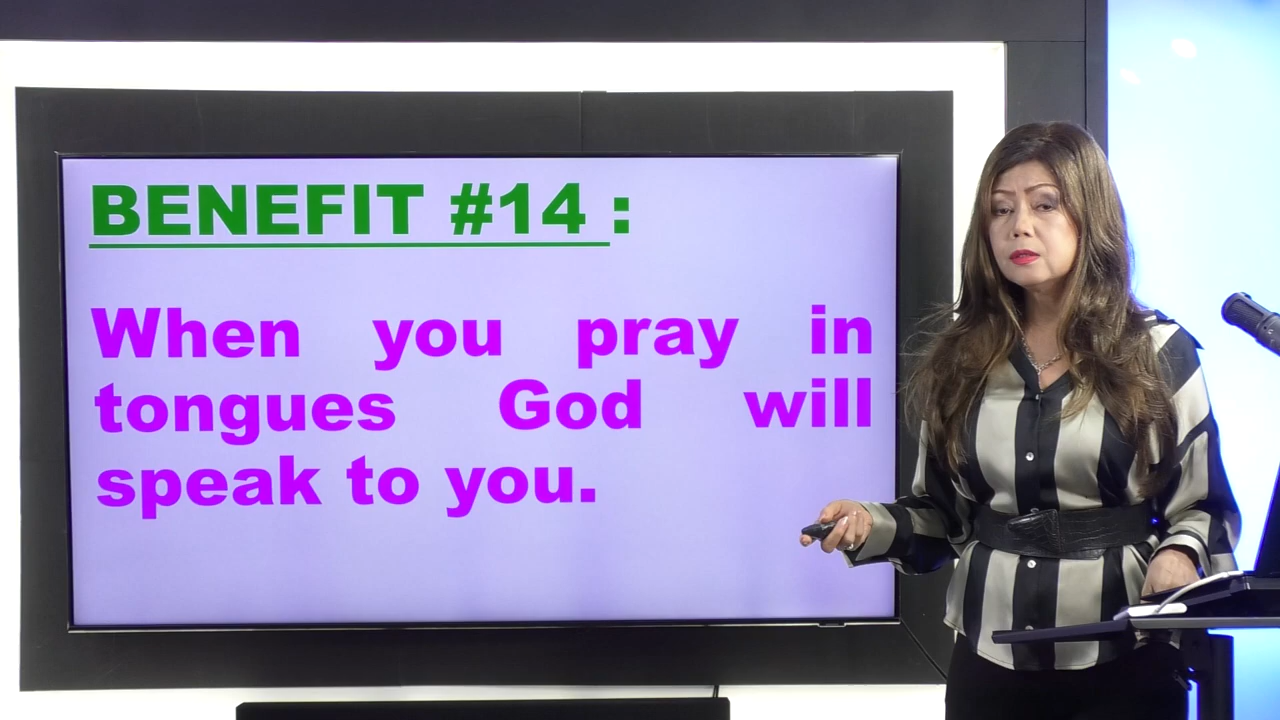 BENEFIT #14 :
When you pray in
tongues God will
speak to you.